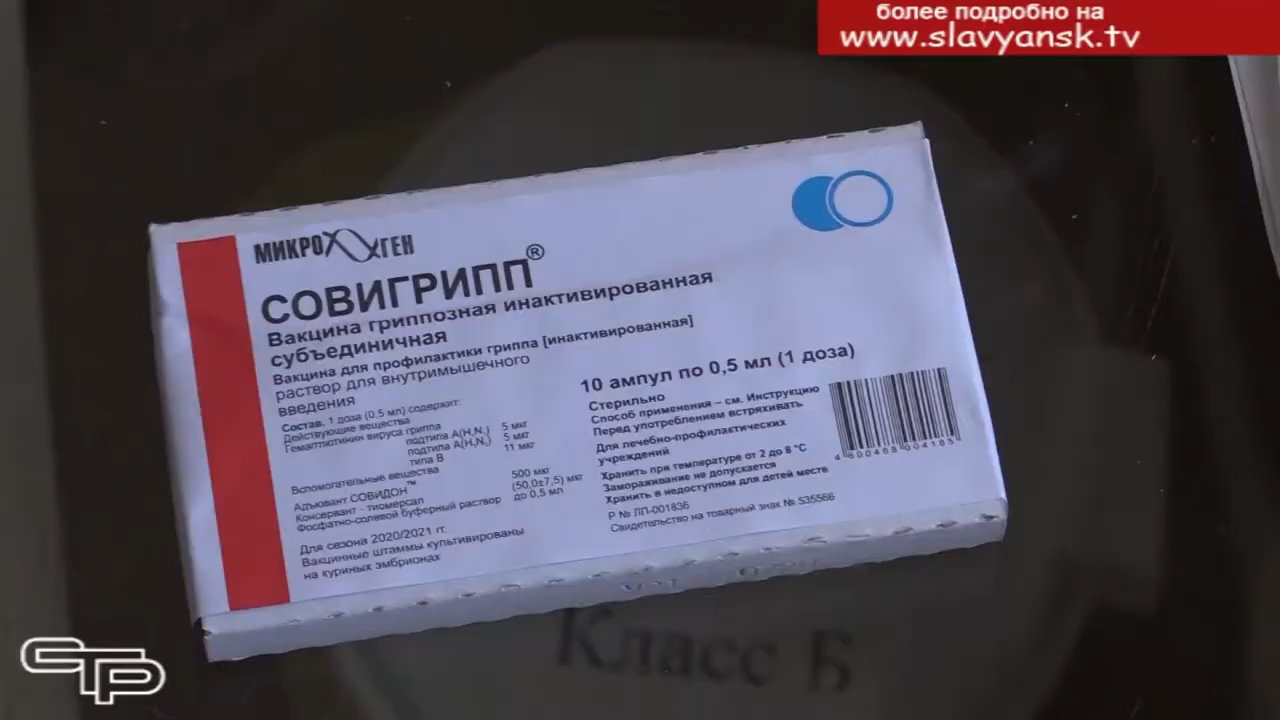 более подробно на
www.slavyansk.tv
МИКРОГЕН
СОВИГРИПП®
Вакцина гриппозная инактивированная
субъединичная
Вакцина для профилактики гриппа [инактивированная]
раствор для внутримышечного
введения
Состав. 1 доза (0.5 мл) содержит:
Действующие вещества
Гемагглютинин вируса гриппа
подтипа A(H₁N₁) 5 мкг
подтипа A(H₃N₂) 5 мкг
типа B 11 мкг
Вспомогательные вещества
Адъювант СОВИДОН™ 500 мкг
Консервант - тиомерсал (50,0±7,5) мкг
Фосфатно-солевой буферный раствор до 0,5 мл
Для сезона 2020/2021 гг.
Вакцинные штаммы культивированы
на куриных эмбрионах
10 ампул по 0,5 мл (1 доза)
Стерильно
Способ применения – см. Инструкцию
Перед употреблением встряхивать
Для лечебно-профилактических
учреждений
Хранить при температуре от 2 до 8 °C
Замораживание не допускается
Хранить в недоступном для детей месте
Р № ЛП-001836
Свидетельство на товарный знак № 535566
4 600488 004185
Класс Б
СТР